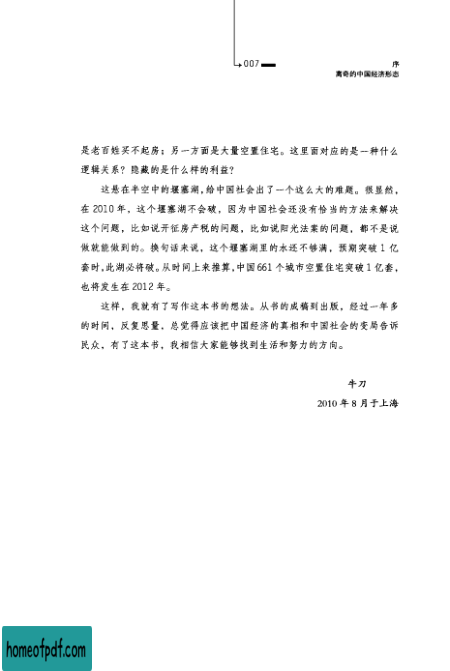 007
序
离奇的中国经济形态
是老百姓买不起房；另一方面是大量空置住宅。这里面对应的是一种什么
逻辑关系？隐藏的是什么样的利益？
这悬在半空中的堰塞湖，给中国社会出了一个这么大的难题。很显然，
在 2010 年，这个堰塞湖不会破，因为中国社会还没有恰当的方法来解决
这个问题，比如说开征房产税的问题，比如说阳光法案的问题，都不是说
做就能做到的。换句话来说，这个堰塞湖里的水还不够满，预期突破 1 亿
套时，此湖必将破。从时间上来推算，中国 661 个城市空置住宅突破 1 亿套，
也将发生在 2012 年。
这样，我就有了写作这本书的想法。从书的成稿到出版，经过一年多
的时间，反复思量，总觉得应该把中国经济的真相和中国社会的变局告诉
民众，有了这本书，我相信大家能够找到生活和努力的方向。
牛刀
2010 年 8 月于上海
homeofpdf.com